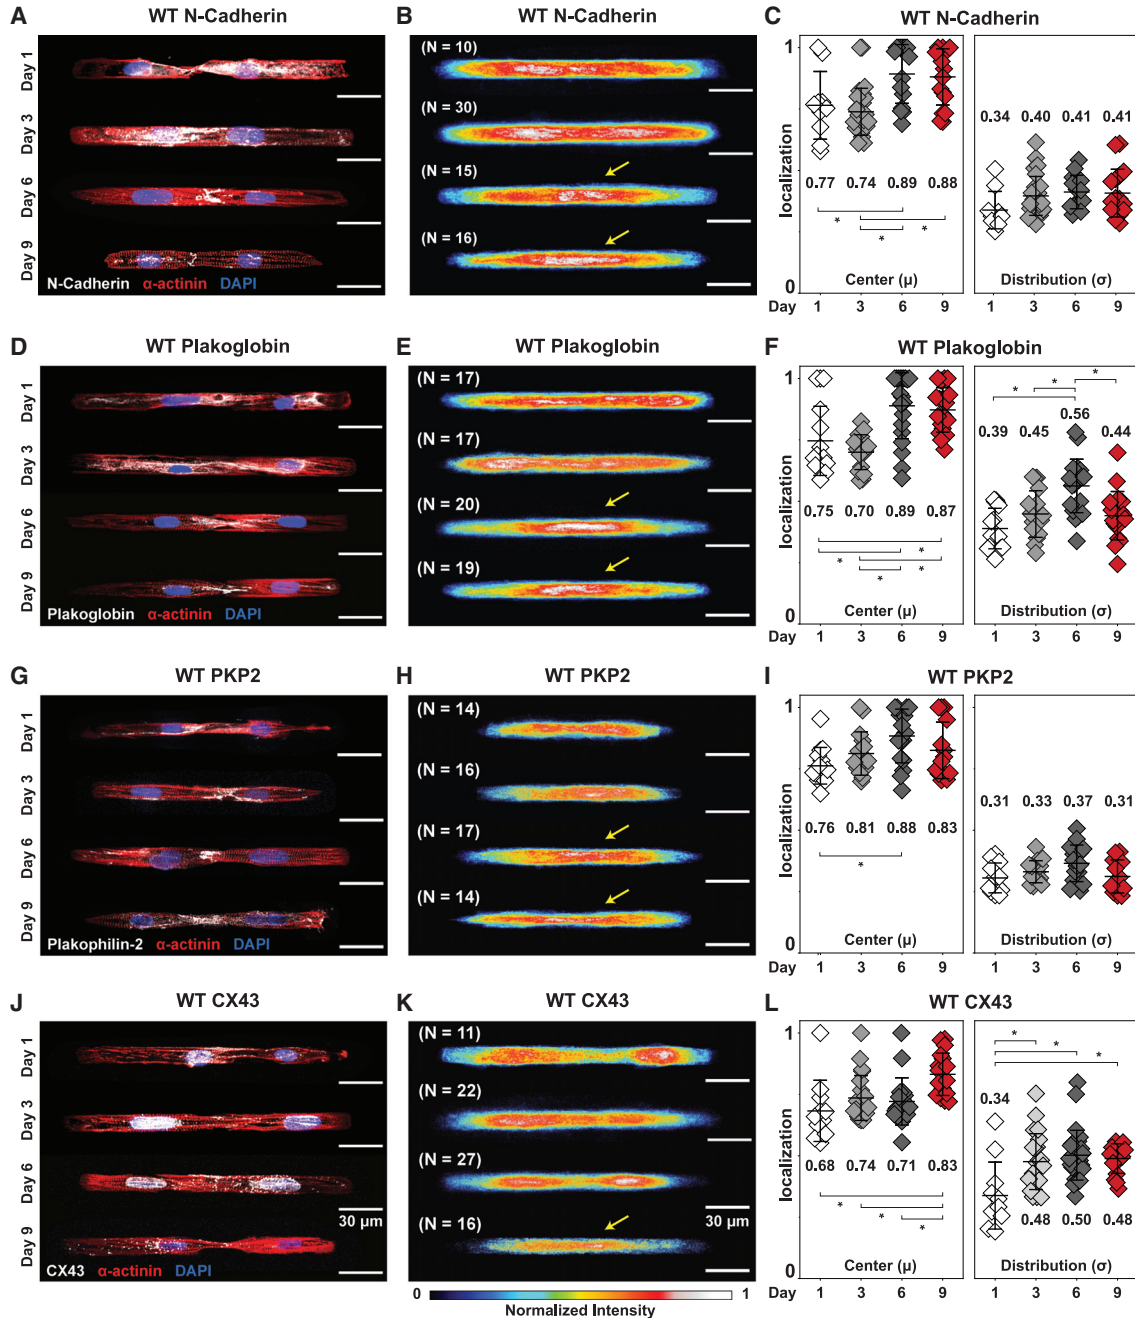 A WT N-Cadherin
Day 1
Day 3
Day 6
Day 9
N-Cadherin α-actinin DAPI
B WT N-Cadherin
(N = 10)
(N = 30)
(N = 15)
(N = 16)
C WT N-Cadherin
1
localization
0
0.77 0.74 0.89 0.88
*
* *
Center (µ)
0.34 0.40 0.41 0.41
Distribution (σ)
Day 1 3 6 9 1 3 6 9
D WT Plakoglobin
Day 1
Day 3
Day 6
Day 9
Plakoglobin α-actinin DAPI
E WT Plakoglobin
(N = 17)
(N = 17)
(N = 20)
(N = 19)
F WT Plakoglobin
1
localization
0
0.75 0.70 0.89 0.87
* *
* *
Center (µ)
* * *
0.39 0.45 0.56 0.44
Distribution (σ)
Day 1 3 6 9 1 3 6 9
G WT PKP2
Day 1
Day 3
Day 6
Day 9
Plakophilin-2 α-actinin DAPI
H WT PKP2
(N = 14)
(N = 16)
(N = 17)
(N = 14)
I WT PKP2
1
localization
0
0.76 0.81 0.88 0.83
*
Center (µ)
0.31 0.33 0.37 0.31
Distribution (σ)
Day 1 3 6 9 1 3 6 9
J WT CX43
Day 1
Day 3
Day 6
Day 9
CX43 α-actinin DAPI
K WT CX43
(N = 11)
(N = 22)
(N = 27)
30 µm
(N = 16)
30 µm
0 1
Normalized Intensity
L WT CX43
1
localization
0
0.68 0.74 0.71 0.83
*
* *
Center (µ)
*
*
*
0.34
0.48 0.50 0.48
Distribution (σ)
Day 1 3 6 9 1 3 6 9